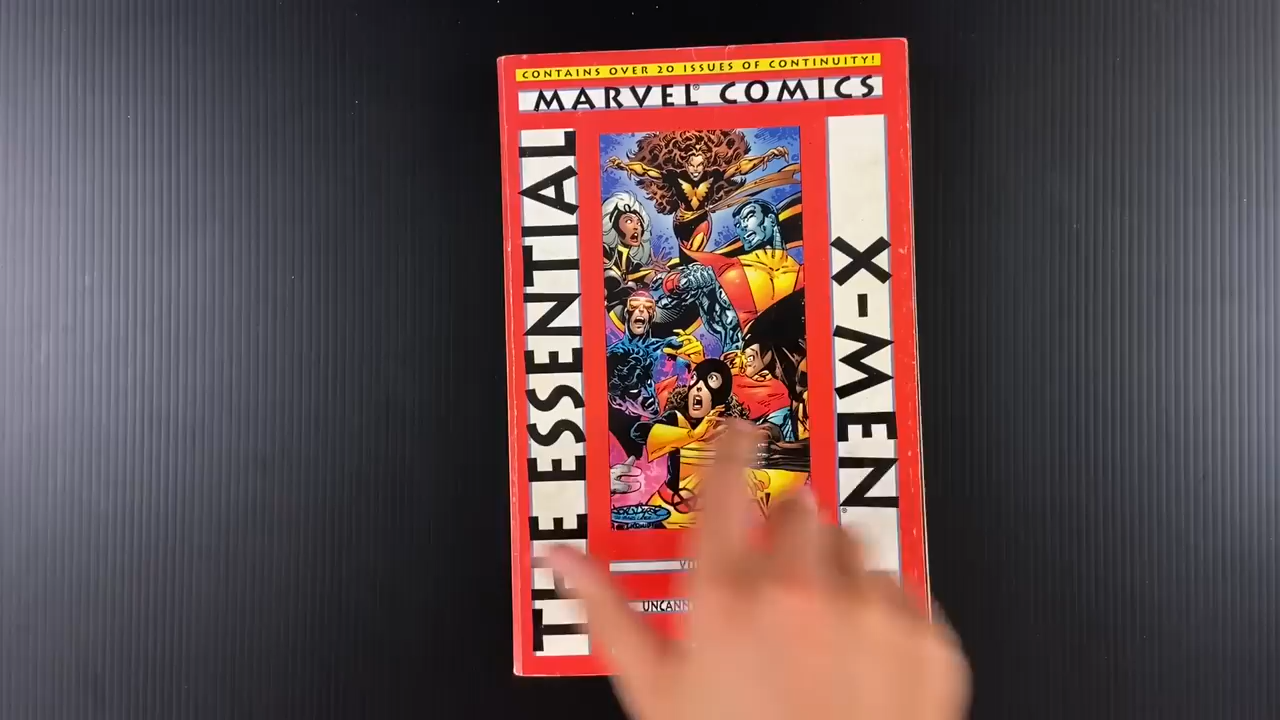 CONTAINS OVER 20 ISSUES OF CONTINUITY!
MARVEL® COMICS
THE ESSENTIAL
X-MEN®